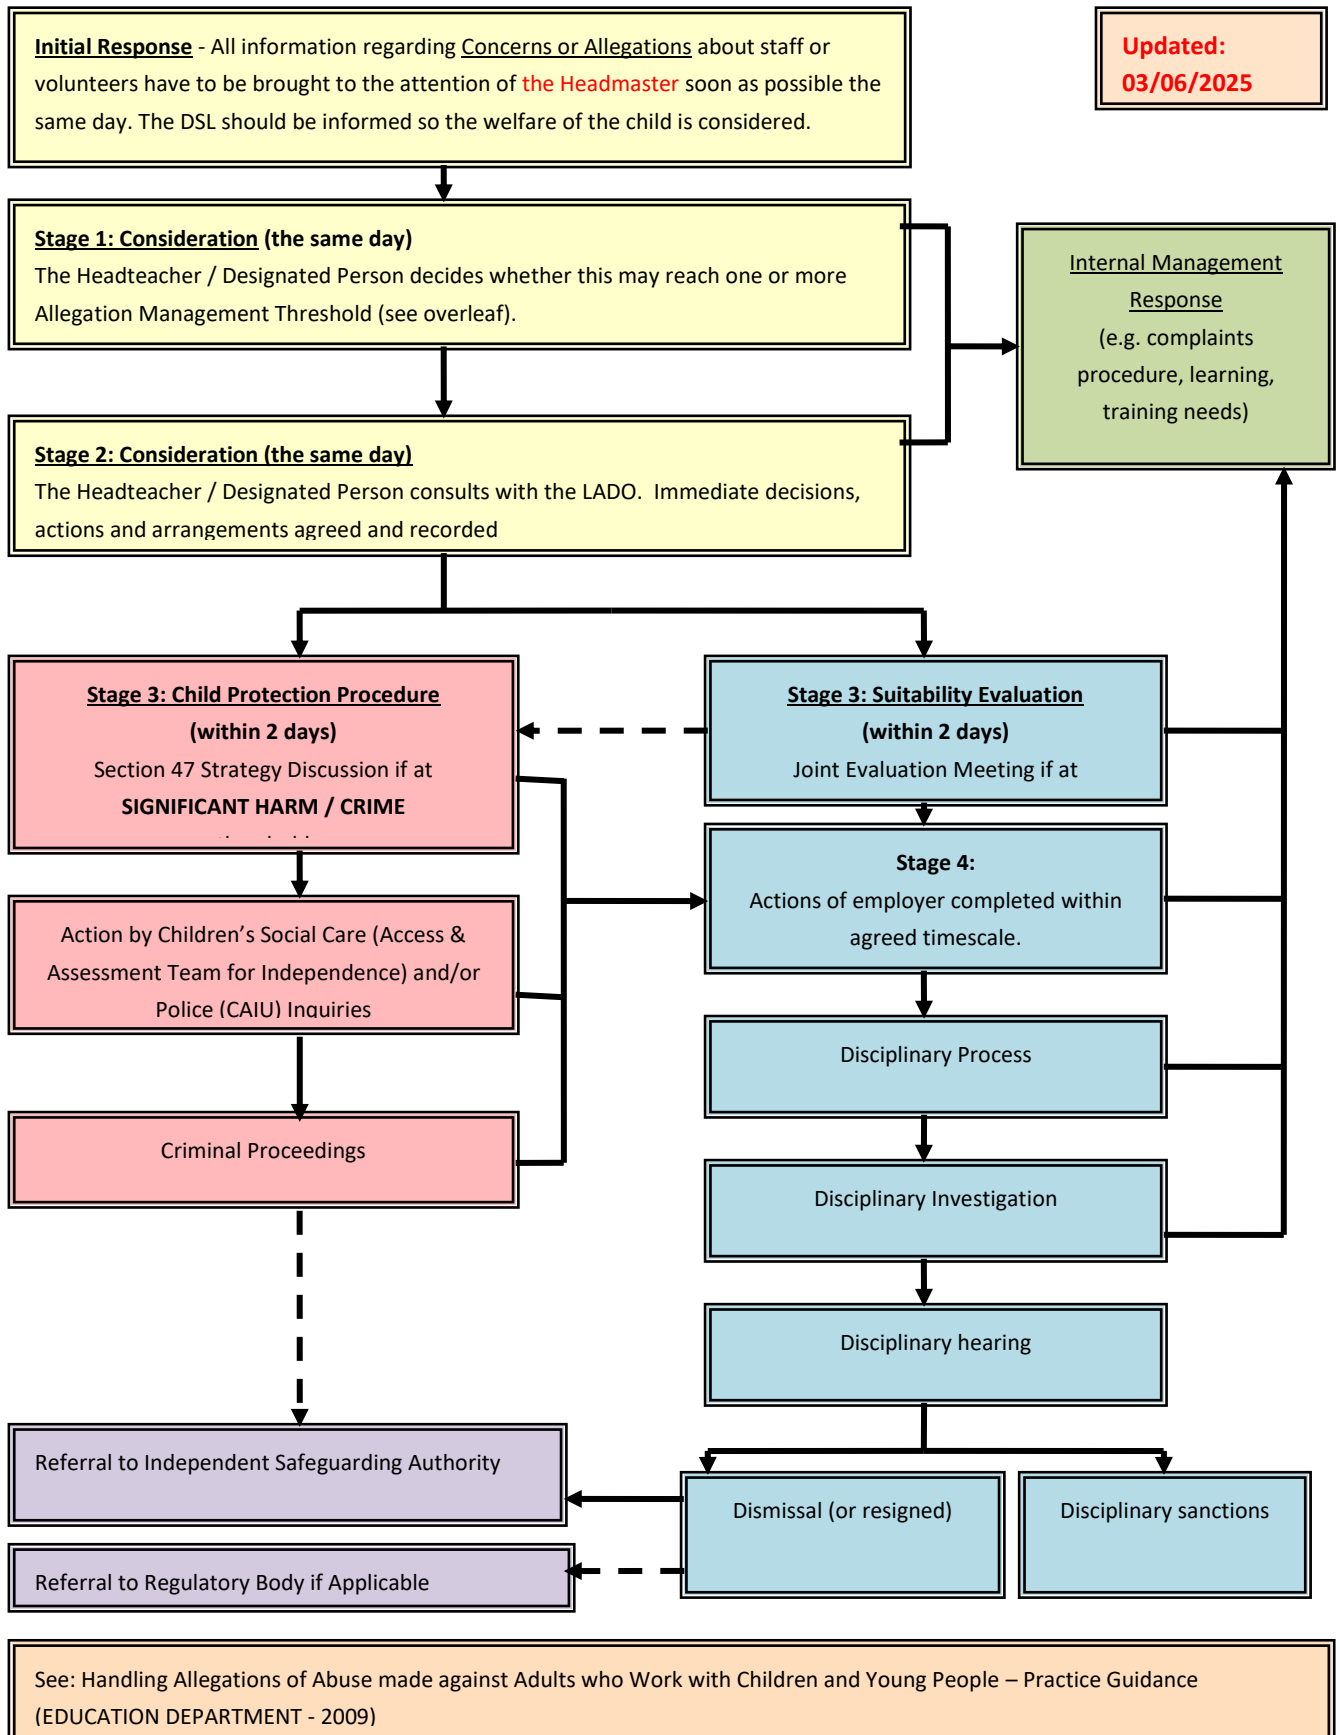 Initial Response - All information regarding Concerns or Allegations about staff or
volunteers have to be brought to the attention of the Headmaster soon as possible the
same day. The DSL should be informed so the welfare of the child is considered.
Updated:
03/06/2025
Stage 1: Consideration (the same day)
The Headteacher / Designated Person decides whether this may reach one or more
Allegation Management Threshold (see overleaf).
Internal Management
Response
(e.g. complaints
procedure, learning,
training needs)
Stage 2: Consideration (the same day)
The Headteacher / Designated Person consults with the LADO.  Immediate decisions,
actions and arrangements agreed and recorded
Stage 3: Child Protection Procedure
(within 2 days)
Section 47 Strategy Discussion if at
SIGNIFICANT HARM / CRIME
Stage 3: Suitability Evaluation
(within 2 days)
Joint Evaluation Meeting if at
Stage 4:
Actions of employer completed within
agreed timescale.
Action by Children’s Social Care (Access &
Assessment Team for Independence) and/or
Police (CAIU) Inquiries
Disciplinary Process
Criminal Proceedings
Disciplinary Investigation
Disciplinary hearing
Referral to Independent Safeguarding Authority
Dismissal (or resigned)
Disciplinary sanctions
Referral to Regulatory Body if Applicable
See: Handling Allegations of Abuse made against Adults who Work with Children and Young People – Practice Guidance
(EDUCATION DEPARTMENT - 2009)